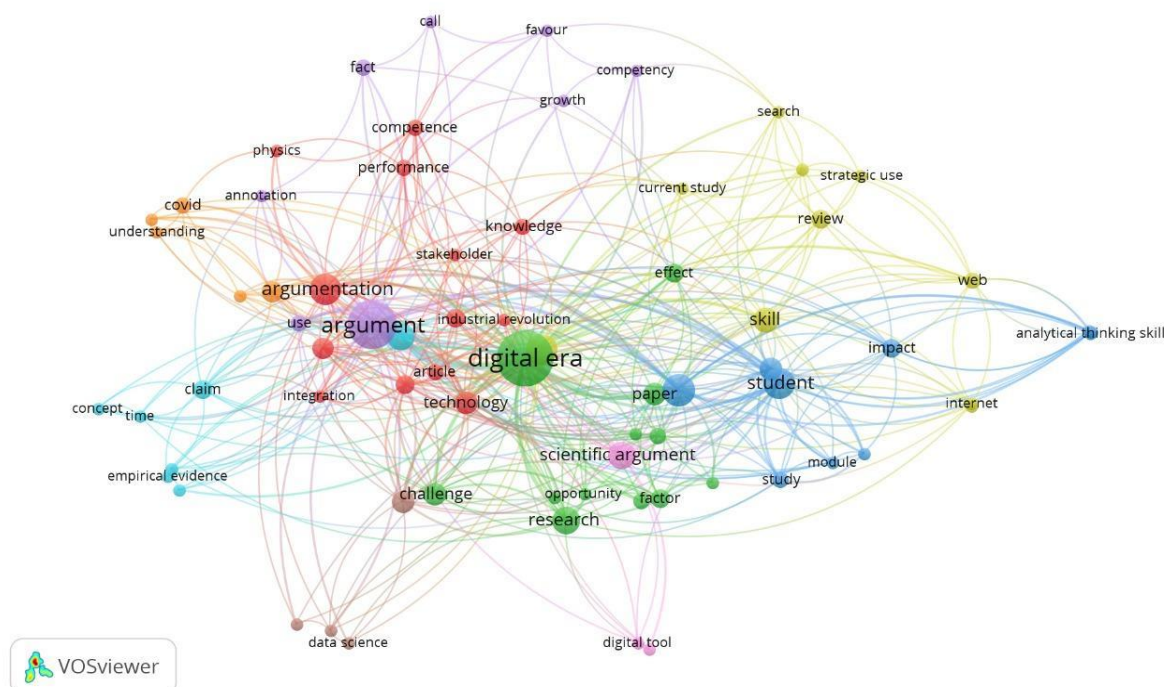 call
favour
fact
competency
growth
search
competence
physics
performance
strategic use
current study
annotation
covid
review
knowledge
understanding
stakeholder
effect
web
argumentation
use
argument
industrial revolution
skill
analytical thinking skill
impact
digital era
article
student
claim
paper
integration
technology
internet
concept
time
scientific argument
module
empirical evidence
study
challenge
opportunity
factor
research
data science
digital tool
VOSviewer